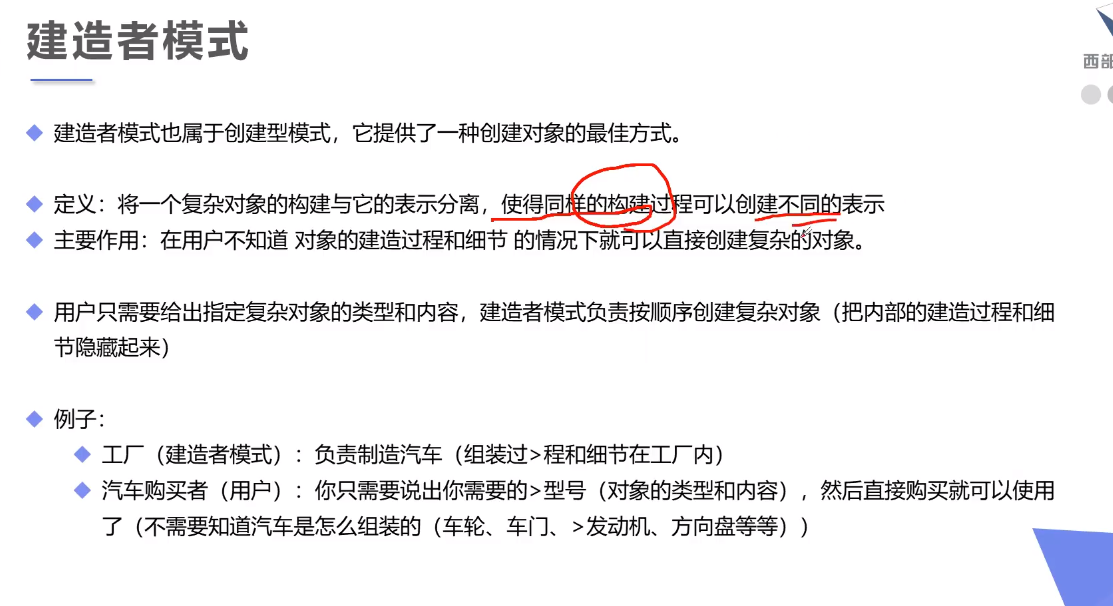 建造者模式
西部
建造者模式也属于创建型模式，它提供了一种创建对象的最佳方式。
定义：将一个复杂对象的构建与它的表示分离，使得同样的构建过程可以创建不同的表示
主要作用：在用户不知道 对象的建造过程和细节 的情况下就可以直接创建复杂的对象。
用户只需要给出指定复杂对象的类型和内容，建造者模式负责按顺序创建复杂对象（把内部的建造过程和细
节隐藏起来）
例子：
工厂（建造者模式）：负责制造汽车（组装过>程和细节在工厂内）
汽车购买者（用户）：你只需要说出你需要的>型号（对象的类型和内容），然后直接购买就可以使用
了（不需要知道汽车是怎么组装的（车轮、车门、>发动机、方向盘等等））